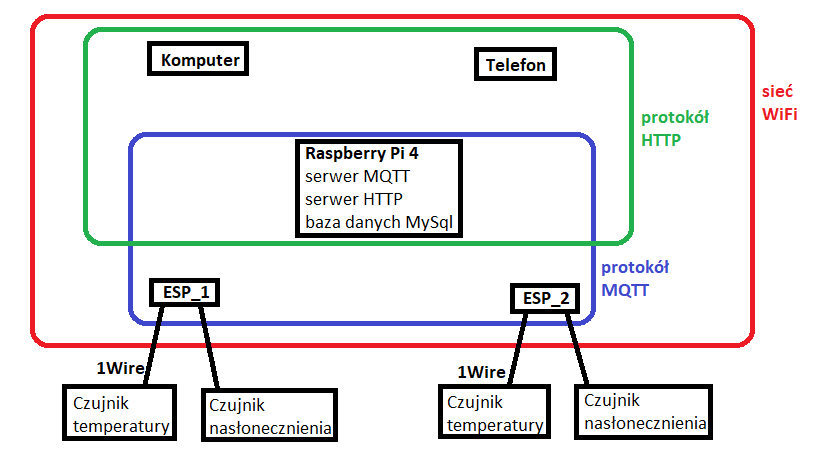 Komputer
Telefon
sieć
WiFi
protokół
HTTP
Raspberry Pi 4
serwer MQTT
serwer HTTP
baza danych MySql
protokół
MQTT
ESP_1
ESP_2
1Wire
1Wire
Czujnik
temperatury
Czujnik
nasłonecznienia
Czujnik
temperatury
Czujnik
nasłonecznienia